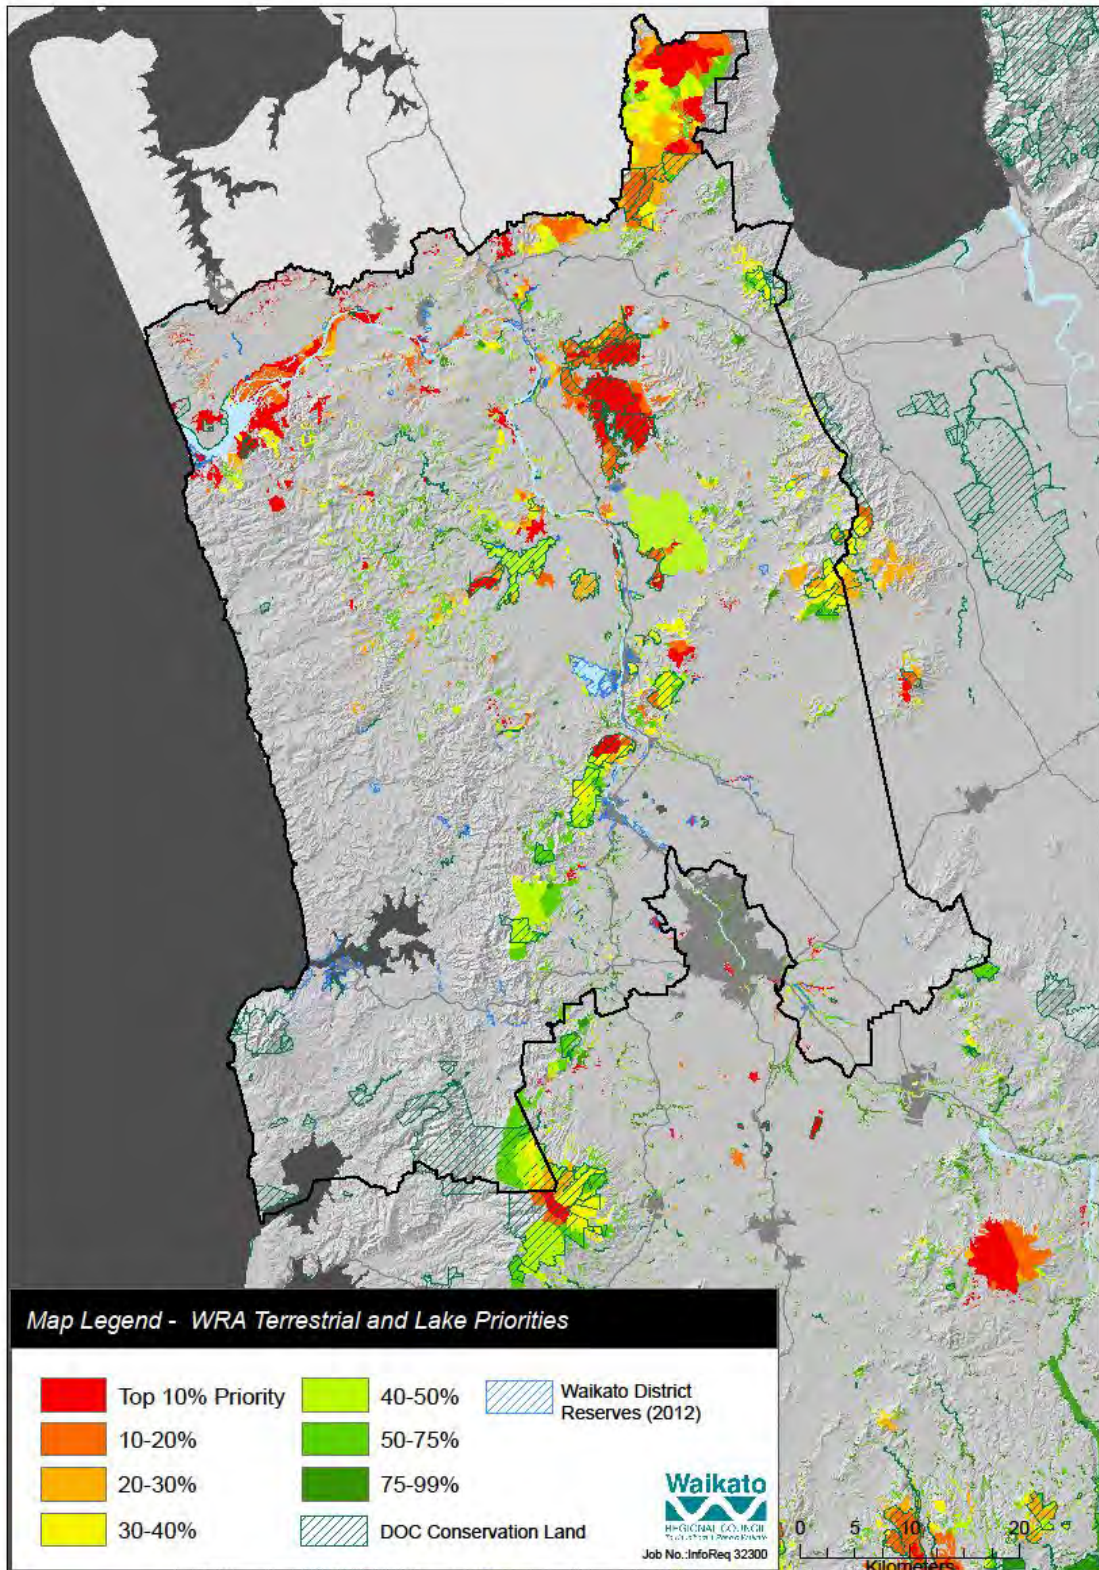 Map Legend - WRA Terrestrial and Lake Priorities
Top 10% Priority
10-20%
20-30%
30-40%
40-50%
50-75%
75-99%
DOC Conservation Land
Waikato District
Reserves (2012)
Waikato
REGIONAL COUNCIL
Job No.:InfoReq 32300
0 5 10 20
Kilometers